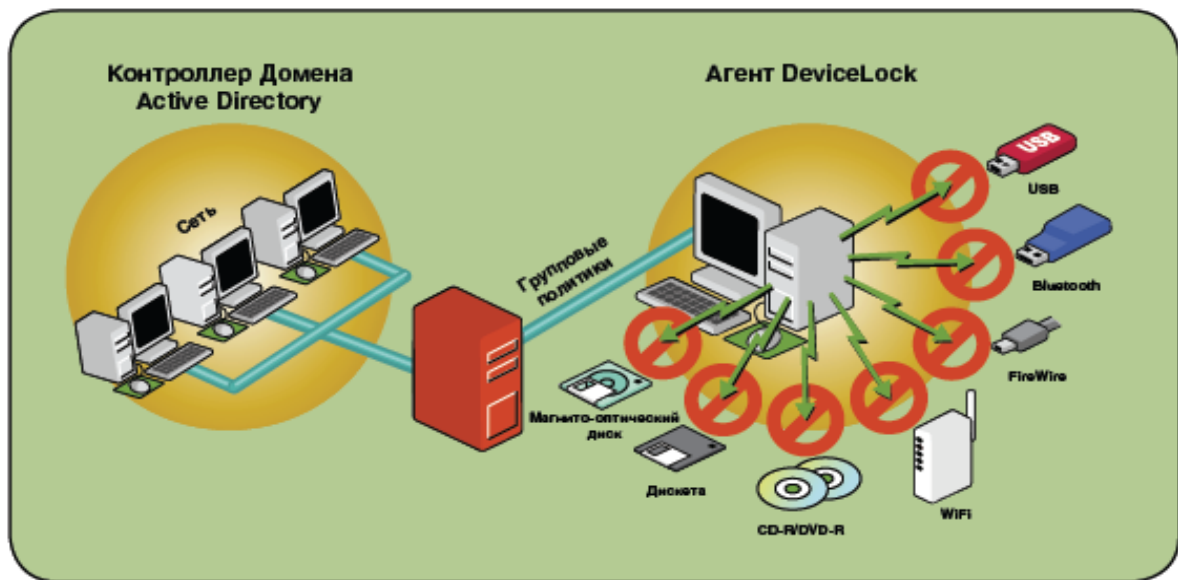 Контроллер Домена
Active Directory
Агент DeviceLock
Сеть
Групповые
политики
USB
USB
Bluetooth
FireWire
WiFi
CD-R/DVD-R
Дискета
Магнито-оптический
диск